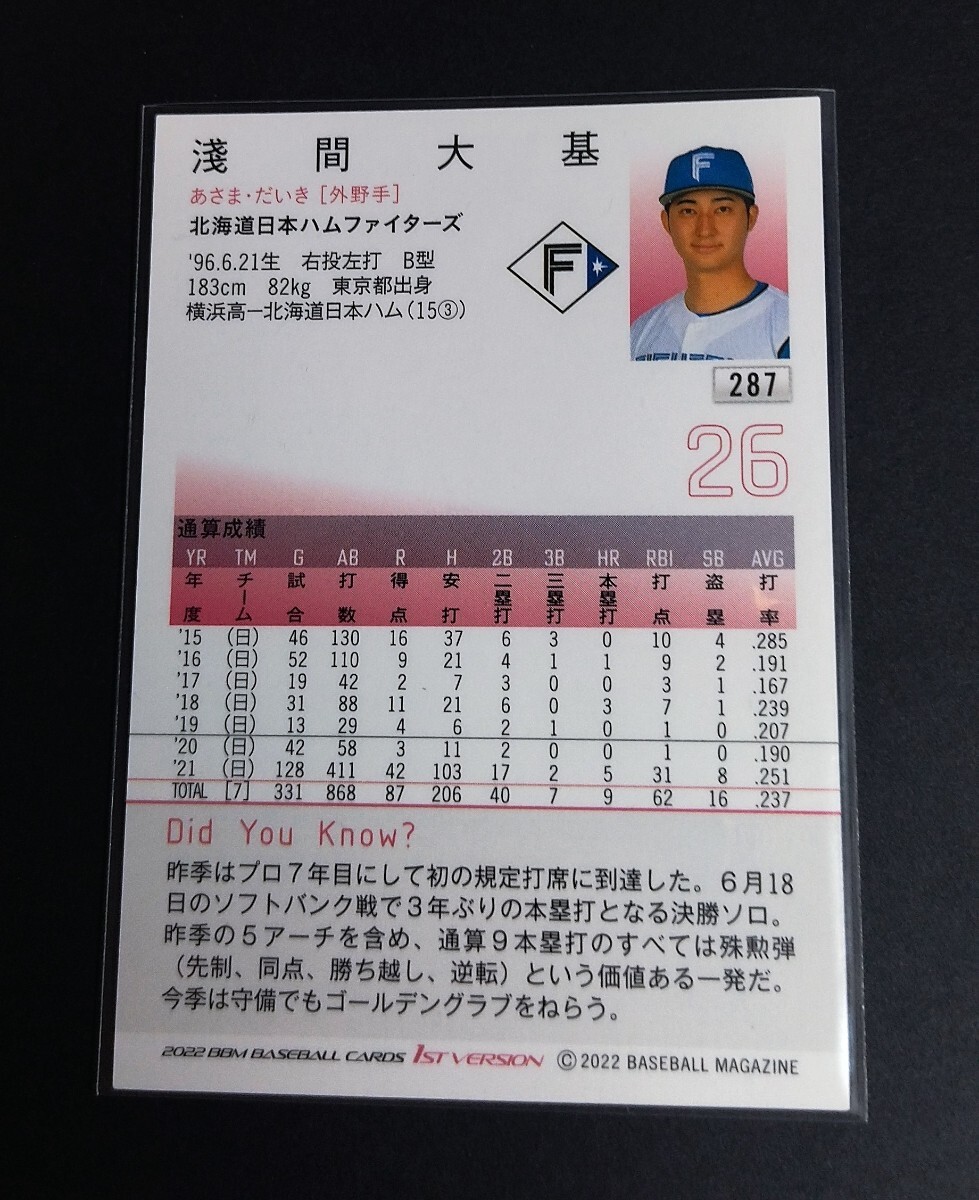 淺間大基
あさま・だいき [外野手]
北海道日本ハムファイターズ
'96.6.21生 右投左打 B型
183cm 82kg 東京都出身
横浜高ー北海道日本ハム(15③)
F
F
287
26
通算成績
YR TM G AB R H 2B 3B HR RBI SB AVG
年度 チーム 試合 打数 得点 安打 二塁打 三塁打 本塁打 打点 盗塁 打率
'15 (日) 46 130 16 37 6 3 0 10 4 .285
'16 (日) 52 110 9 21 4 1 1 9 2 .191
'17 (日) 19 42 2 7 3 0 0 3 1 .167
'18 (日) 31 88 11 21 6 0 3 7 1 .239
'19 (日) 13 29 4 6 2 1 0 1 0 .207
'20 (日) 42 58 3 11 2 0 0 1 0 .190
'21 (日) 128 411 42 103 17 2 5 31 8 .251
TOTAL [7] 331 868 87 206 40 7 9 62 16 .237
Did You Know?
昨季はプロ7年目にして初の規定打席に到達した。6月18
日のソフトバンク戦で3年ぶりの本塁打となる決勝ソロ。
昨季の5アーチを含め、通算9本塁打のすべては殊勲弾
(先制、同点、勝ち越し、逆転)という価値ある一発だ。
今季は守備でもゴールデングラブをねらう。
2022 BBM BASEBALL CARDS 1ST VERSION ©2022 BASEBALL MAGAZINE